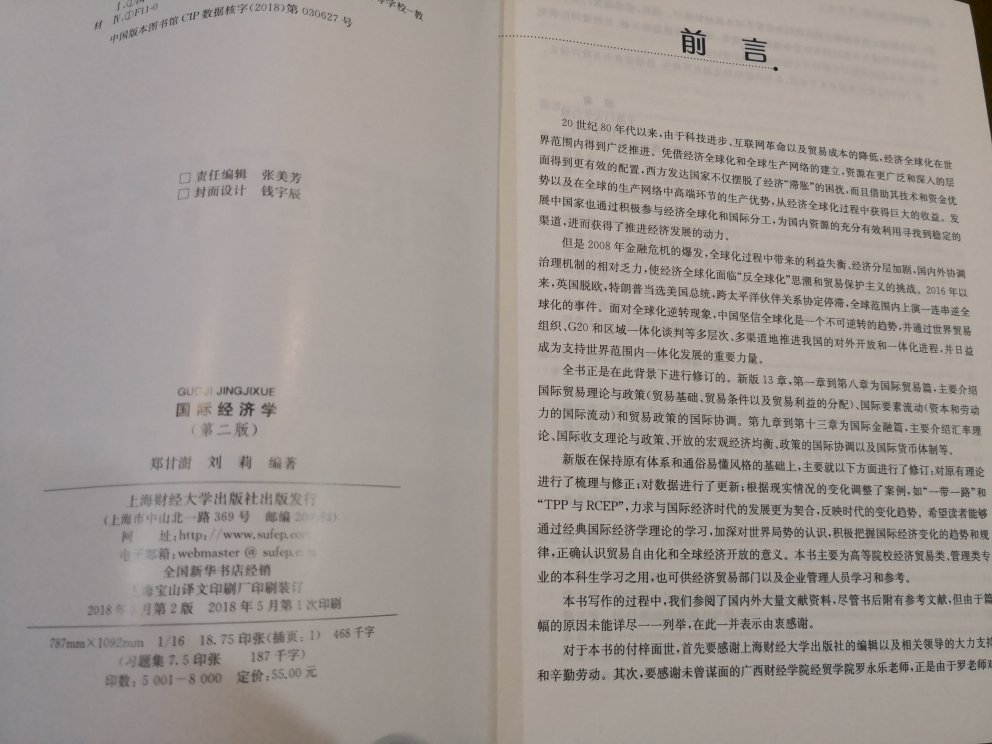 等学校-教
材 Ⅳ.①F11-0
中国版本图书馆 CIP 数据核字(2018)第 030627 号
□ 责任编辑 张美芳
□ 封面设计 钱宇辰
JINGJIXUE
国际经济学
(第二版)
郑甘澍 刘 莉 编著
上海财经大学出版社出版发行
(上海市中山北一路 369 号 邮编
网 址:http://www.sufep.
电子邮箱:webmaster @ sufep.
全国新华书店经销
上海宝山译文印刷厂印刷装订
2018 年 月第 2 版 2018 年 5 月第 1 次印刷
787mm×1092mm 1/16 18.75 印张(插页:1) 468 千字
(习题集 7.5 印张 187 千字)
印数:5 001-8 000 定价:55.00 元
前 言
20 世纪 80 年代以来,由于科技进步、互联网革命以及贸易成本的降低,经济全球化在世
界范围内得到广泛推进。凭借经济全球化和全球生产网络的建立,资源在更广泛和深入的层
面得到更有效的配置,西方发达国家不仅摆脱了经济“滞胀”的困扰,而且借助其技术和资金优
势以及在全球的生产网络中高端环节的生产优势,从经济全球化过程中获得巨大的收益。发
展中国家也通过积极参与经济全球化和国际分工,为国内资源的充分有效利用寻找到稳定的
渠道,进而获得了推进经济发展的动力。
但是 2008 年金融危机的爆发,全球化过程中带来的利益失衡、经济分层加剧,国内外协调
治理机制的相对乏力,使经济全球化面临“反全球化”思潮和贸易保护主义的挑战。2016 年以
来,英国脱欧,特朗普当选美国总统,跨太平洋伙伴关系协定停滞,全球范围内上演一连串逆全
球化的事件。面对全球化逆转现象,中国坚信全球化是一个不可逆转的趋势,并通过世界贸易
组织、G20 和区域一体化谈判等多层次、多渠道地推进我国的对外开放和一体化进程,并日益
成为支持世界范围内一体化发展的重要力量。
全书正是在此背景下进行修订的。新版 13 章,第一章到第八章为国际贸易篇,主要介绍
国际贸易理论与政策(贸易基础、贸易条件以及贸易利益的分配)、国际要素流动(资本和劳动
力的国际流动)和贸易政策的国际协调。第九章到第十三章为国际金融篇,主要介绍汇率理
论、国际收支理论与政策、开放的宏观经济均衡、政策的国际协调以及国际货币体制等。
新版在保持原有体系和通俗易懂风格的基础上,主要就以下方面进行了修订:对原有理论
进行了梳理与修正;对数据进行了更新;根据现实情况的变化调整了案例,如“一带一路”和
“TPP 与 RCEP”,力求与国际经济时代的发展更为契合,反映时代的变化趋势。希望读者能够
通过经典国际经济学理论的学习,加深对世界局势的认识,积极把握国际经济变化的趋势和规
律,正确认识贸易自由化和全球经济开放的意义。本书主要为高等院校经济贸易类、管理类专
业的本科生学习之用,也可供经济贸易部门以及企业管理人员学习和参考。
本书写作的过程中,我们参阅了国内外大量文献资料,尽管书后附有参考文献,但由于篇
幅的原因未能详尽一一列举,在此一并表示由衷感谢。
对于本书的付梓面世,首先要感谢上海财经大学出版社的编辑以及相关领导的大力支持
和辛勤劳动。其次,要感谢未曾谋面的广西财经学院经贸学院罗永乐老师,正是由于罗老师对